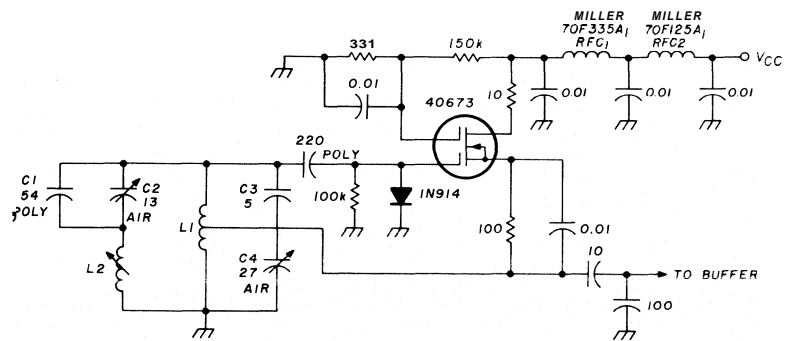 MILLER
70F335A1
RFC1
MILLER
70F125A1
RFC2
331
150k
VCC
0.01
10
0.01
0.01
0.01
40673
220
POLY
C1
54
POLY
C2
13
AIR
C3
5
100k
1N914
L1
100
0.01
L2
C4
27
AIR
10
TO BUFFER
100